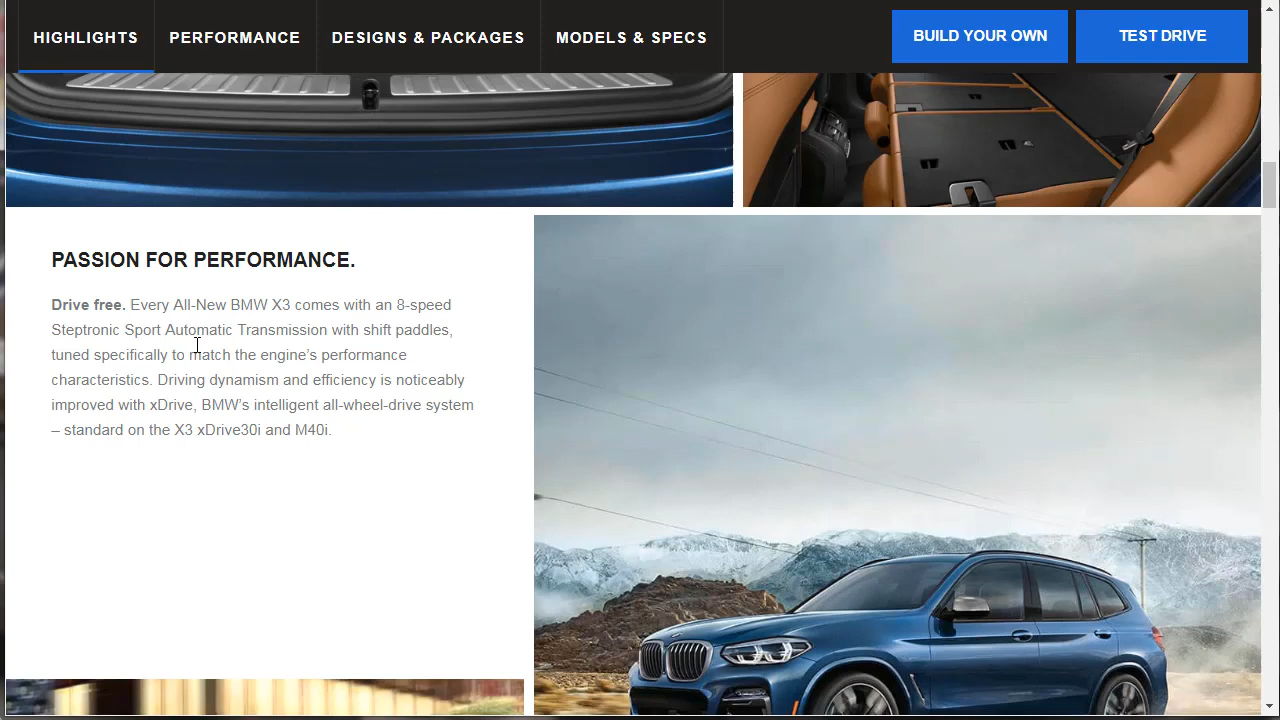 HIGHLIGHTS
PERFORMANCE
DESIGNS & PACKAGES
MODELS & SPECS
BUILD YOUR OWN
TEST DRIVE
PASSION FOR PERFORMANCE.
Drive free. Every All-New BMW X3 comes with an 8-speed
Steptronic Sport Automatic Transmission with shift paddles,
tuned specifically to match the engine's performance
characteristics. Driving dynamism and efficiency is noticeably
improved with xDrive, BMW's intelligent all-wheel-drive system
– standard on the X3 xDrive30i and M40i.